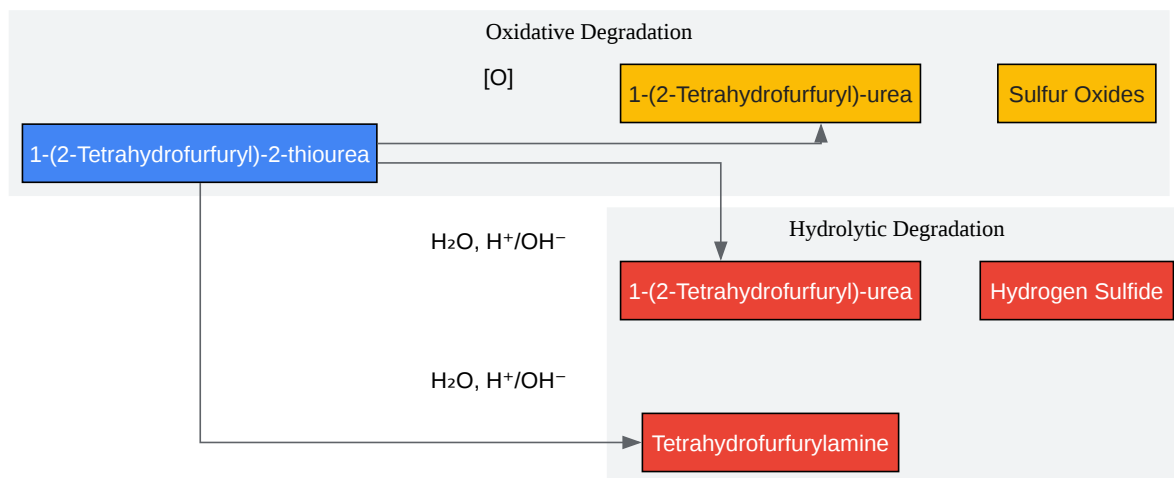 Oxidative Degradation
[O]
1-(2-Tetrahydrofurfuryl)-urea
Sulfur Oxides
1-(2-Tetrahydrofurfuryl)-2-thiourea
Hydrolytic Degradation
H₂O, H⁺/OH⁻
1-(2-Tetrahydrofurfuryl)-urea
Hydrogen Sulfide
H₂O, H⁺/OH⁻
Tetrahydrofurfurylamine